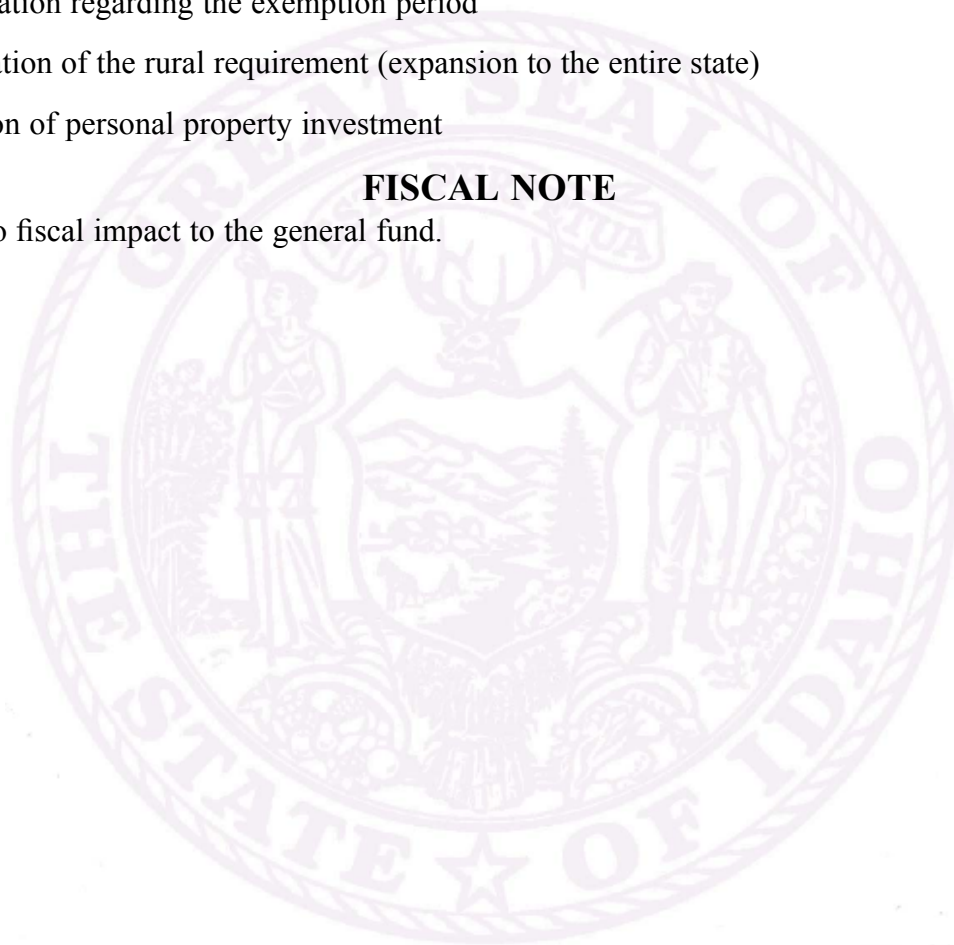 ation regarding the exemption period
ation of the rural requirement (expansion to the entire state)
on of personal property investment
FISCAL NOTE
o fiscal impact to the general fund.
GREAT SEAL OF
THE STATE OF IDAHO